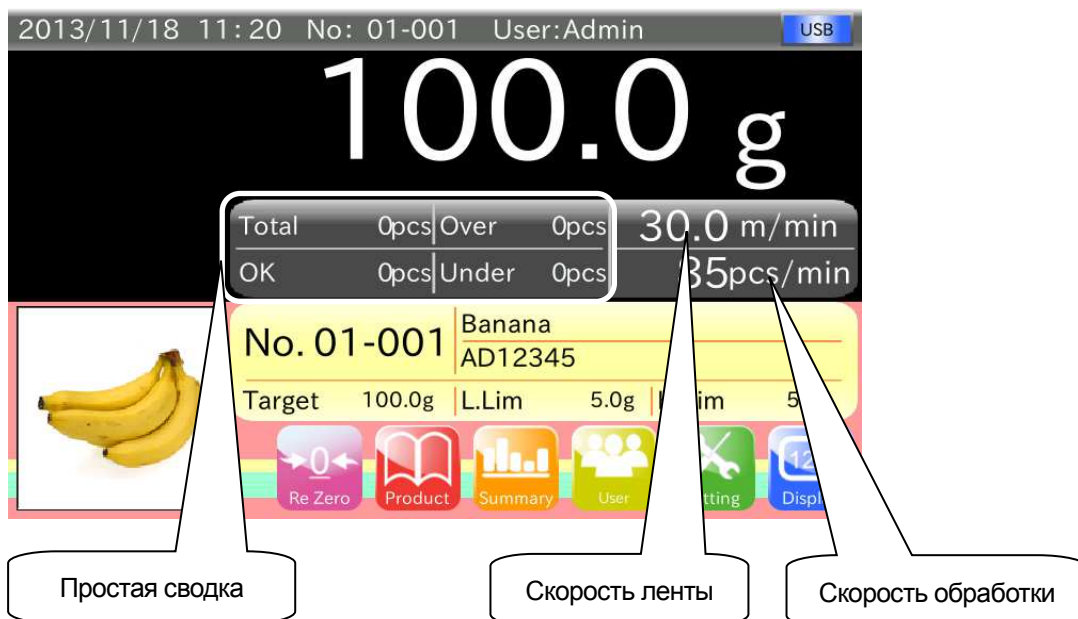 2013/11/18 11:20 No: 01-001 User:Admin USB
100.0 g
Total 0pcs Over 0pcs 30.0 m/min
OK 0pcs Under 0pcs 35pcs/min
No. 01-001 Banana
AD12345
Target 100.0g L.Lim 5.0g
Re Zero Product Summary User
Простая сводка Скорость ленты Скорость обработки